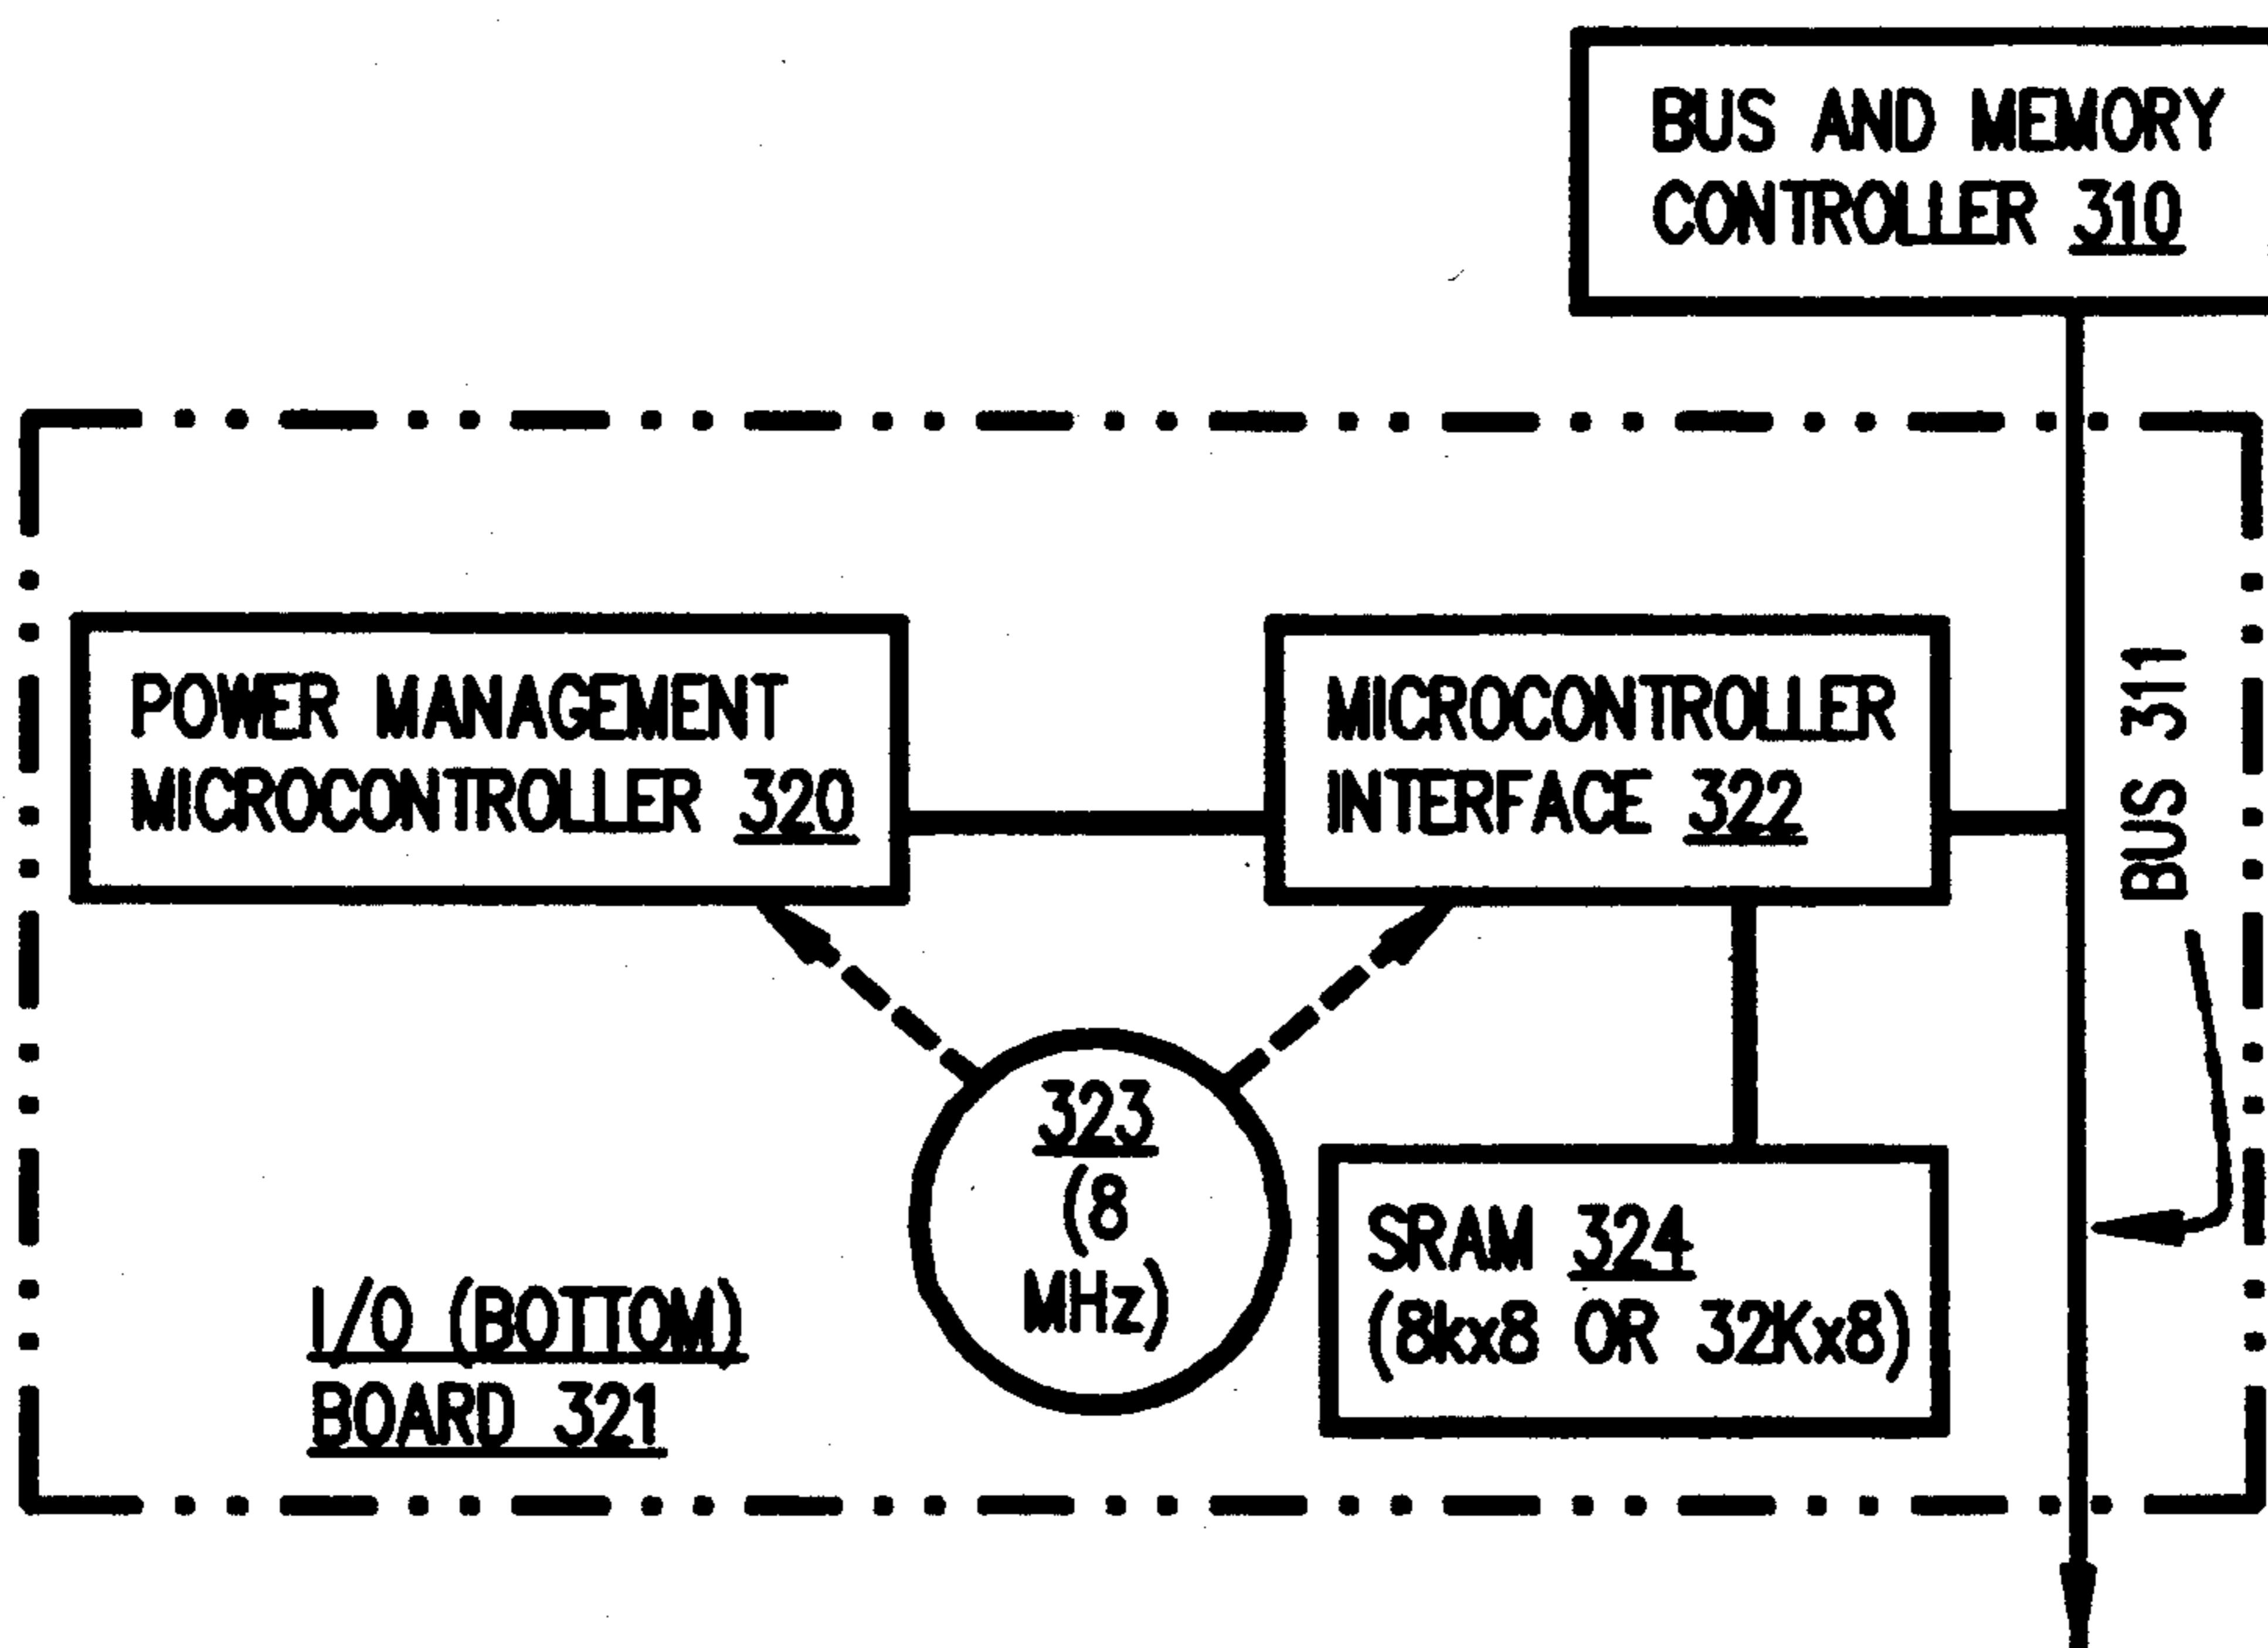 BUS AND MEMORY
CONTROLLER 310
POWER MANAGEMENT
MICROCONTROLLER 320
MICROCONTROLLER
INTERFACE 322
BUS 311
323
(8
MHz)
SRAM 324
(8kx8 OR 32Kx8)
I/O (BOTTOM)
BOARD 321